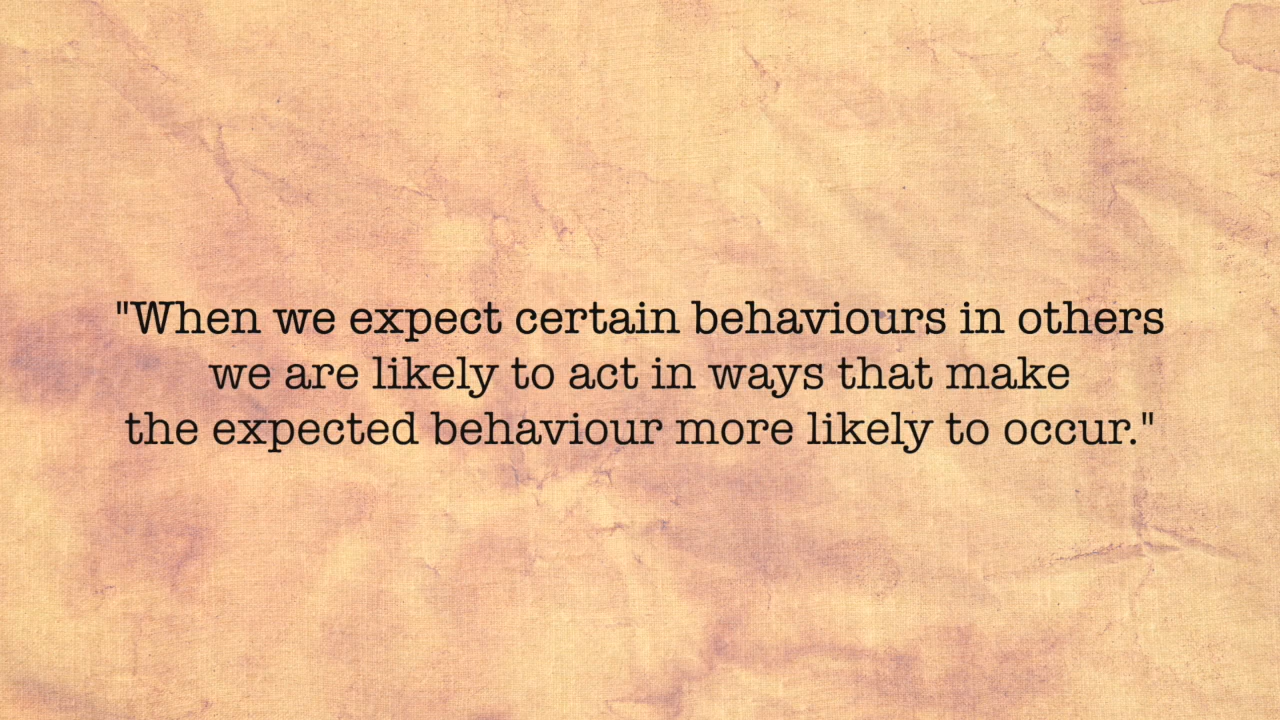 "When we expect certain behaviours in others
we are likely to act in ways that make
the expected behaviour more likely to occur."